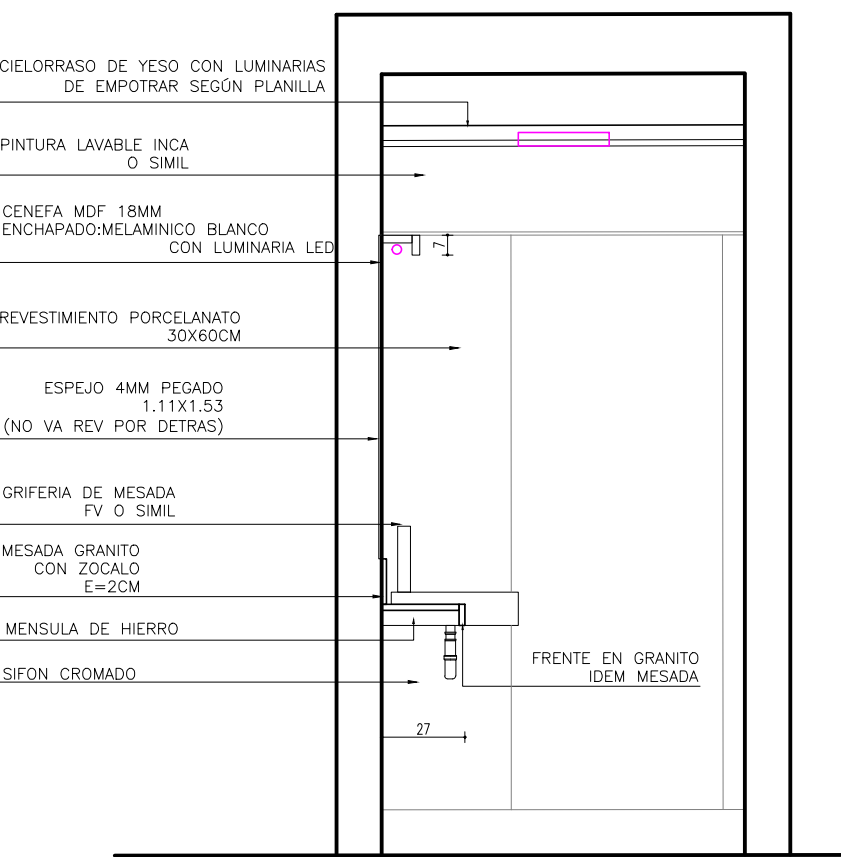 CIELORRASO DE YESO CON LUMINARIAS
DE EMPOTRAR SEGÚN PLANILLA
PINTURA LAVABLE INCA
O SIMIL
CENEFA MDF 18MM
ENCHAPADO:MELAMINICO BLANCO
CON LUMINARIA LED
7
REVESTIMIENTO PORCELANATO
30X60CM
ESPEJO 4MM PEGADO
1.11X1.53
(NO VA REV POR DETRAS)
GRIFERIA DE MESADA
FV O SIMIL
MESADA GRANITO
CON ZOCALO
E=2CM
MENSULA DE HIERRO
SIFON CROMADO
FRENTE EN GRANITO
IDEM MESADA
27